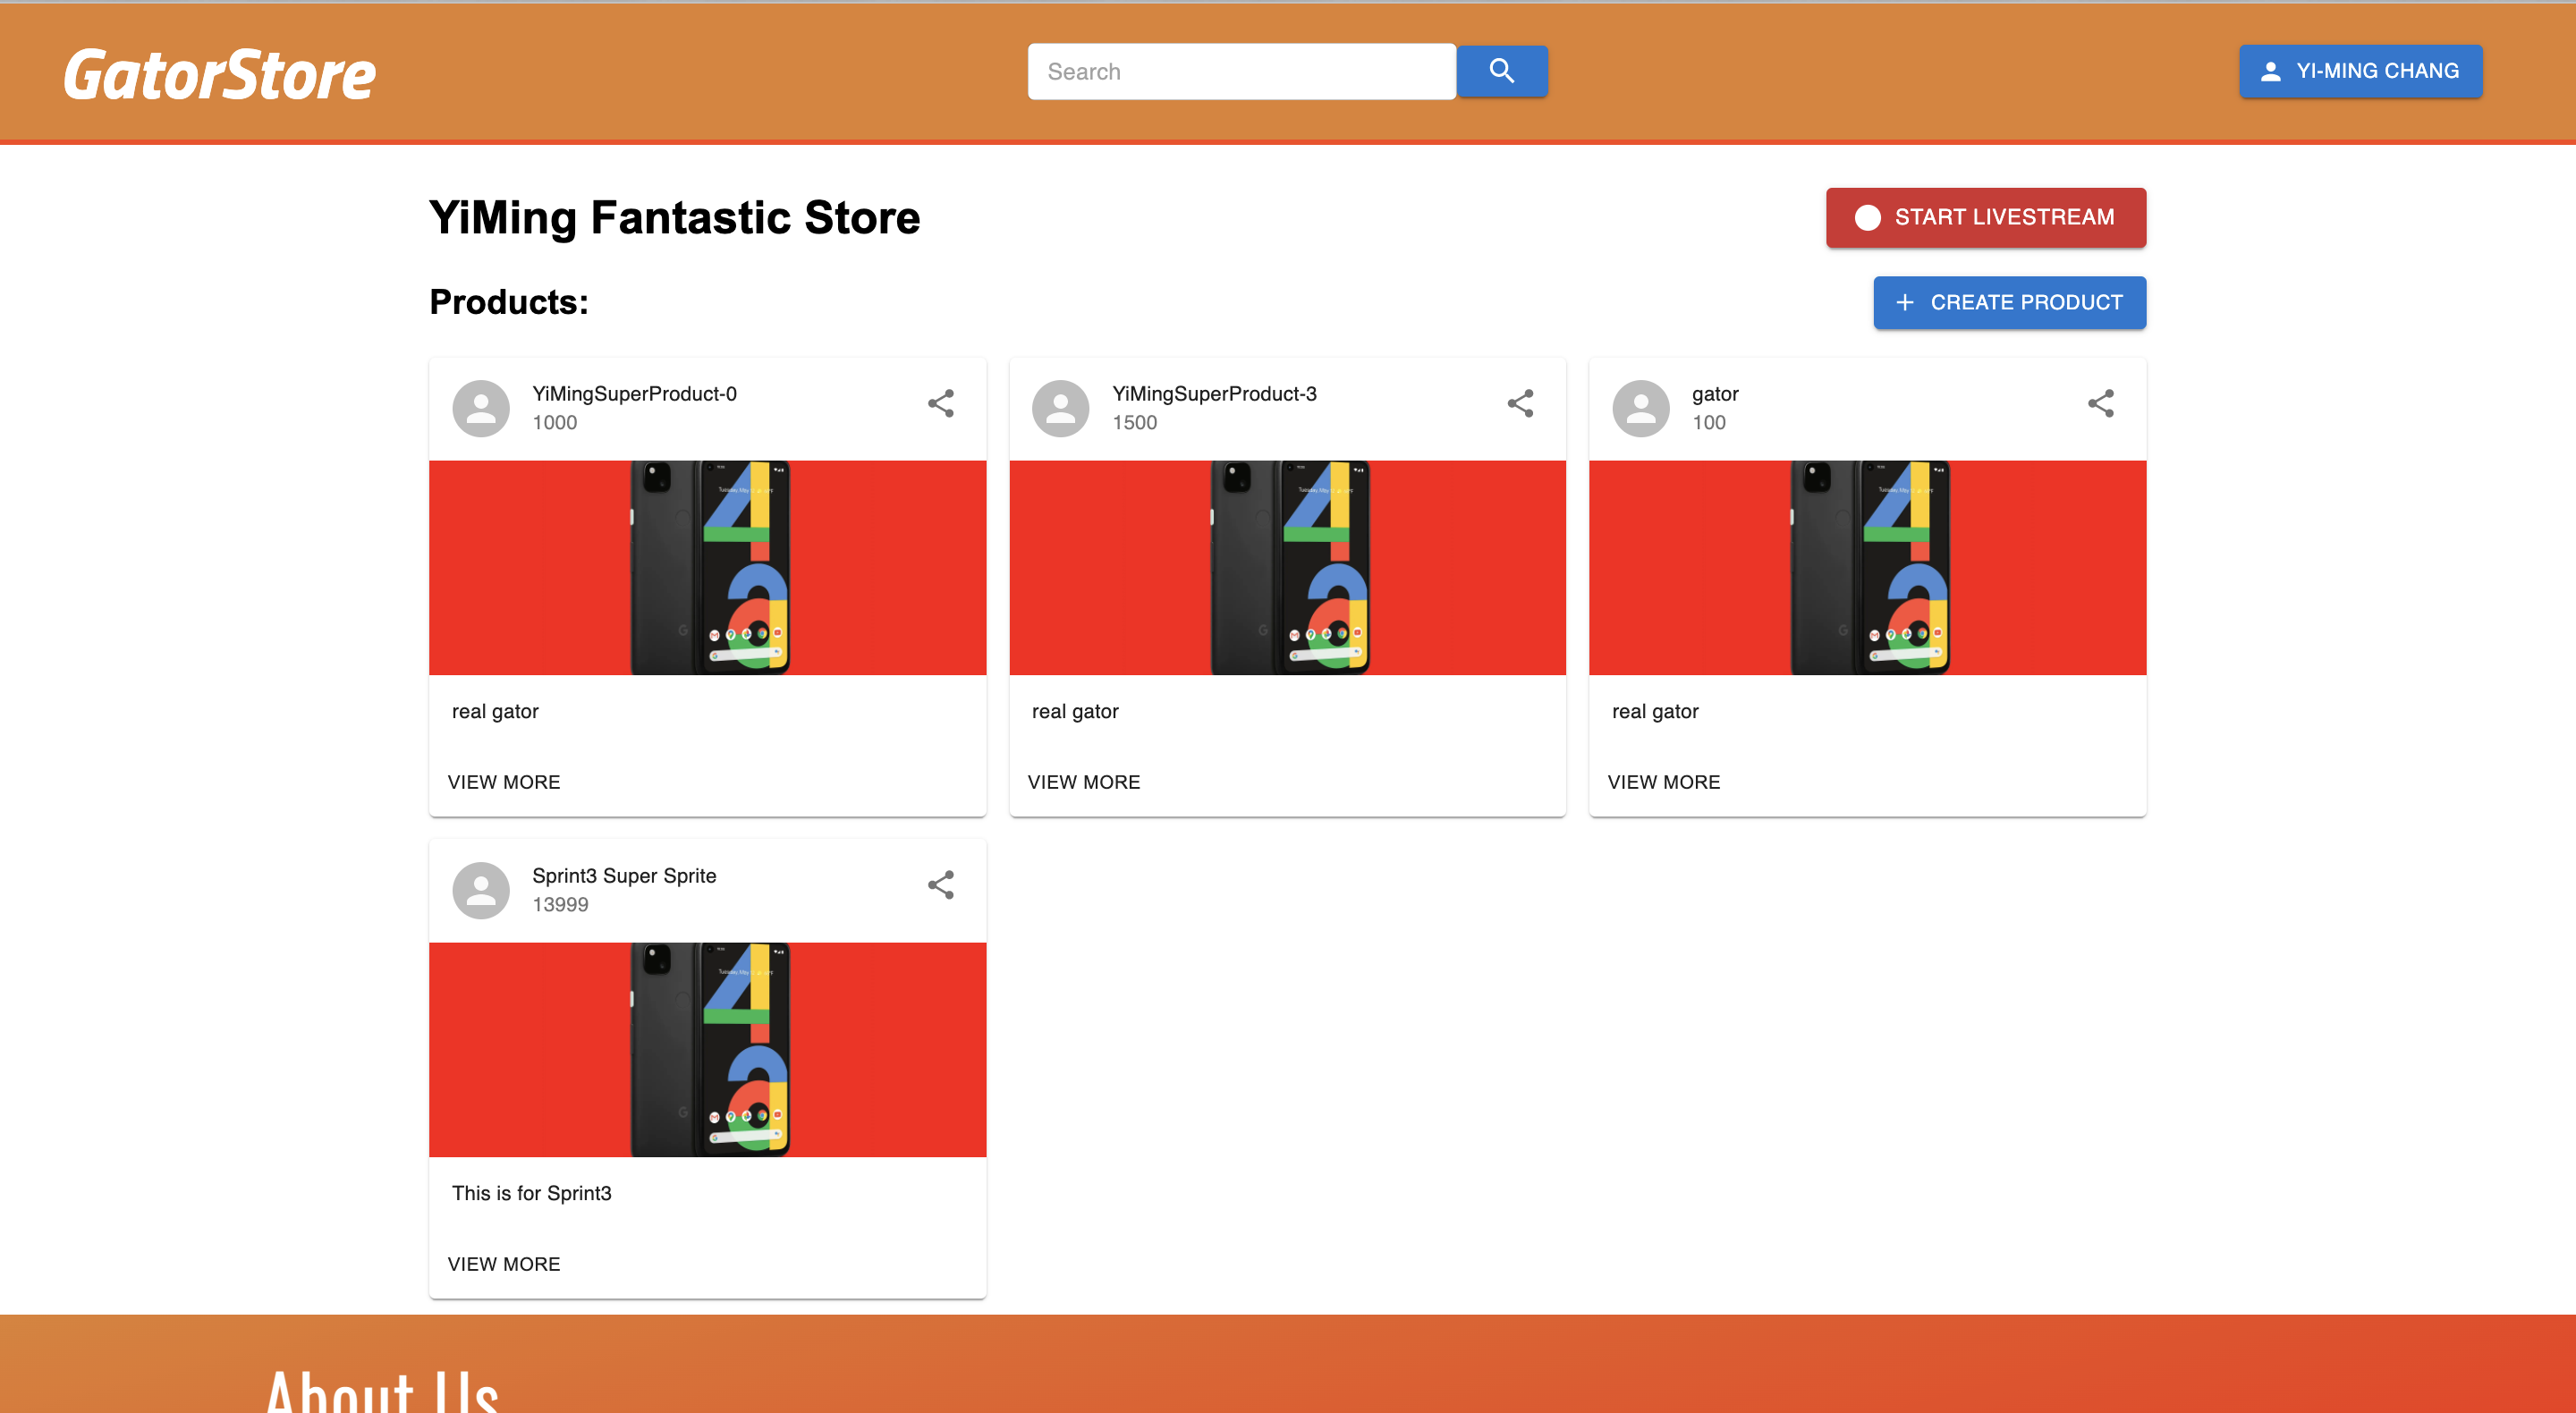 GatorStore
Search
YI-MING CHANG
YiMing Fantastic Store
START LIVESTREAM
Products:
CREATE PRODUCT
YiMingSuperProduct-0
1000
real gator
VIEW MORE
YiMingSuperProduct-3
1500
real gator
VIEW MORE
gator
100
real gator
VIEW MORE
Sprint3 Super Sprite
13999
This is for Sprint3
VIEW MORE
About Us